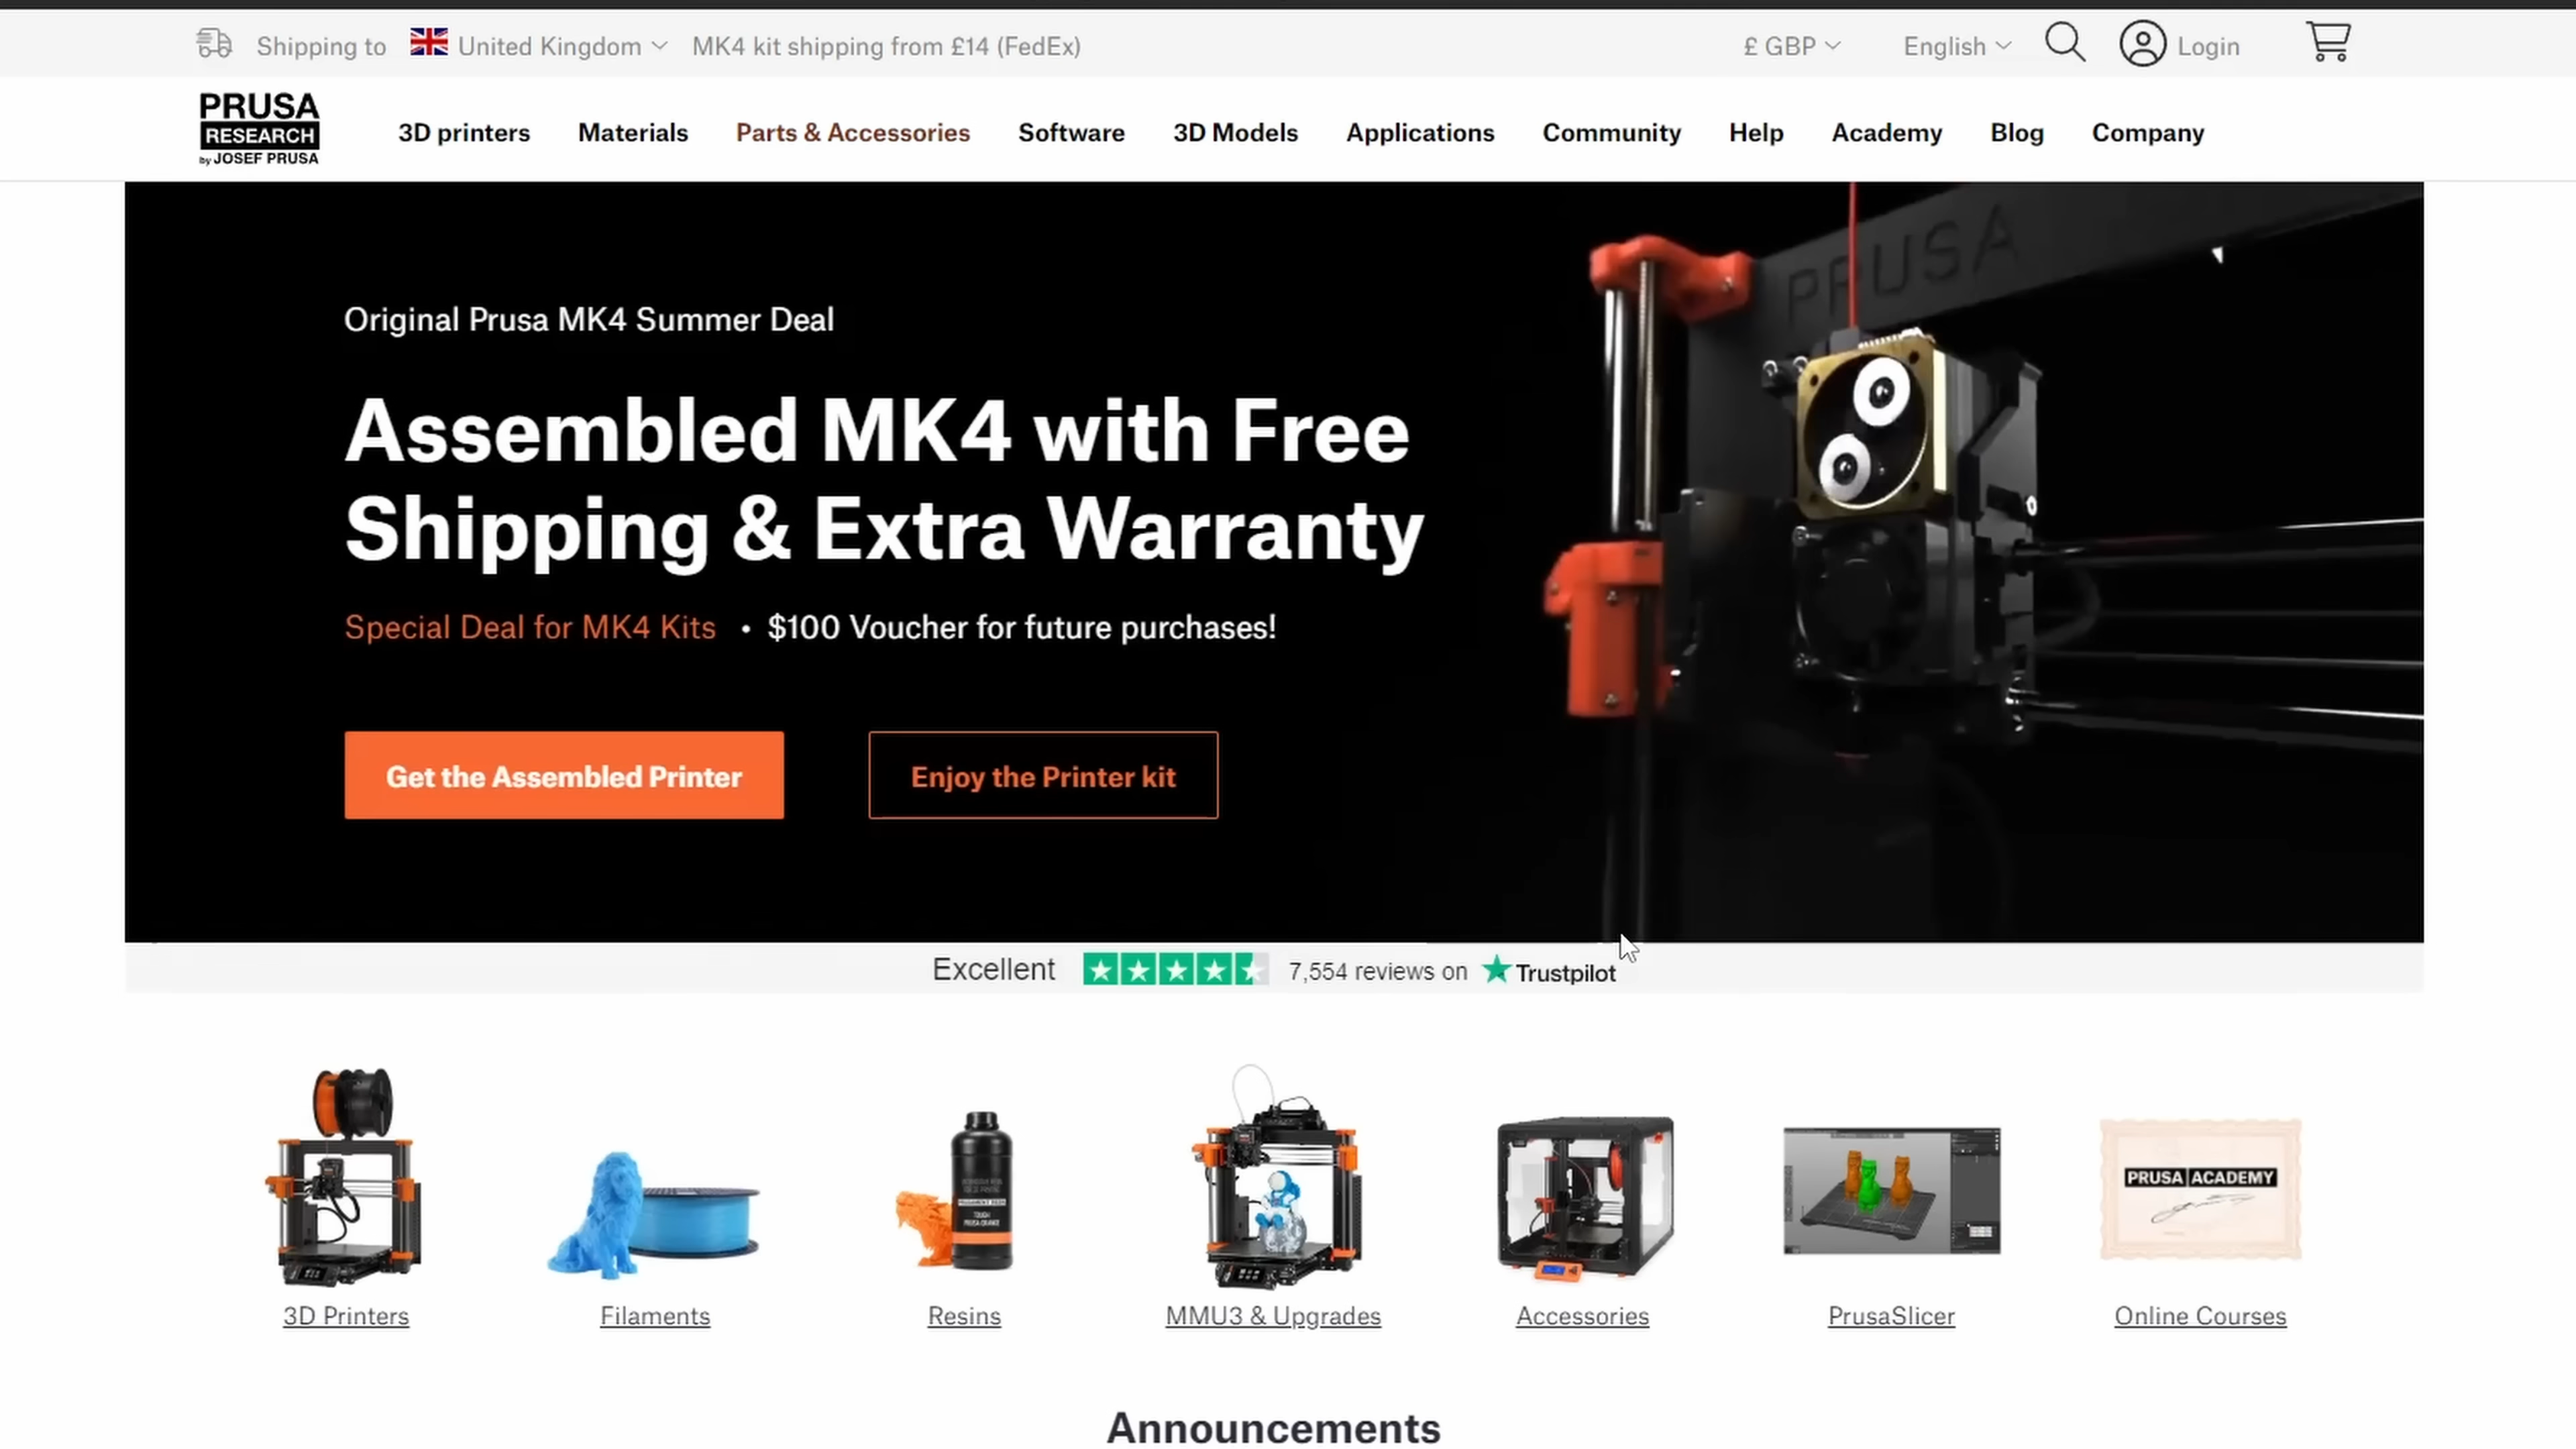 Shipping to United Kingdom MK4 kit shipping from £14 (FedEx) £ GBP English Login
PRUSA
RESEARCH
by JOSEF PRUSA
3D printers Materials Parts & Accessories Software 3D Models Applications Community Help Academy Blog Company
PRUSA
Original Prusa MK4 Summer Deal
Assembled MK4 with Free
Shipping & Extra Warranty
Special Deal for MK4 Kits • $100 Voucher for future purchases!
Get the Assembled Printer Enjoy the Printer kit
Excellent 7,554 reviews on Trustpilot
PRUSA ACADEMY
3D Printers Filaments Resins MMU3 & Upgrades Accessories PrusaSlicer Online Courses
Announcements